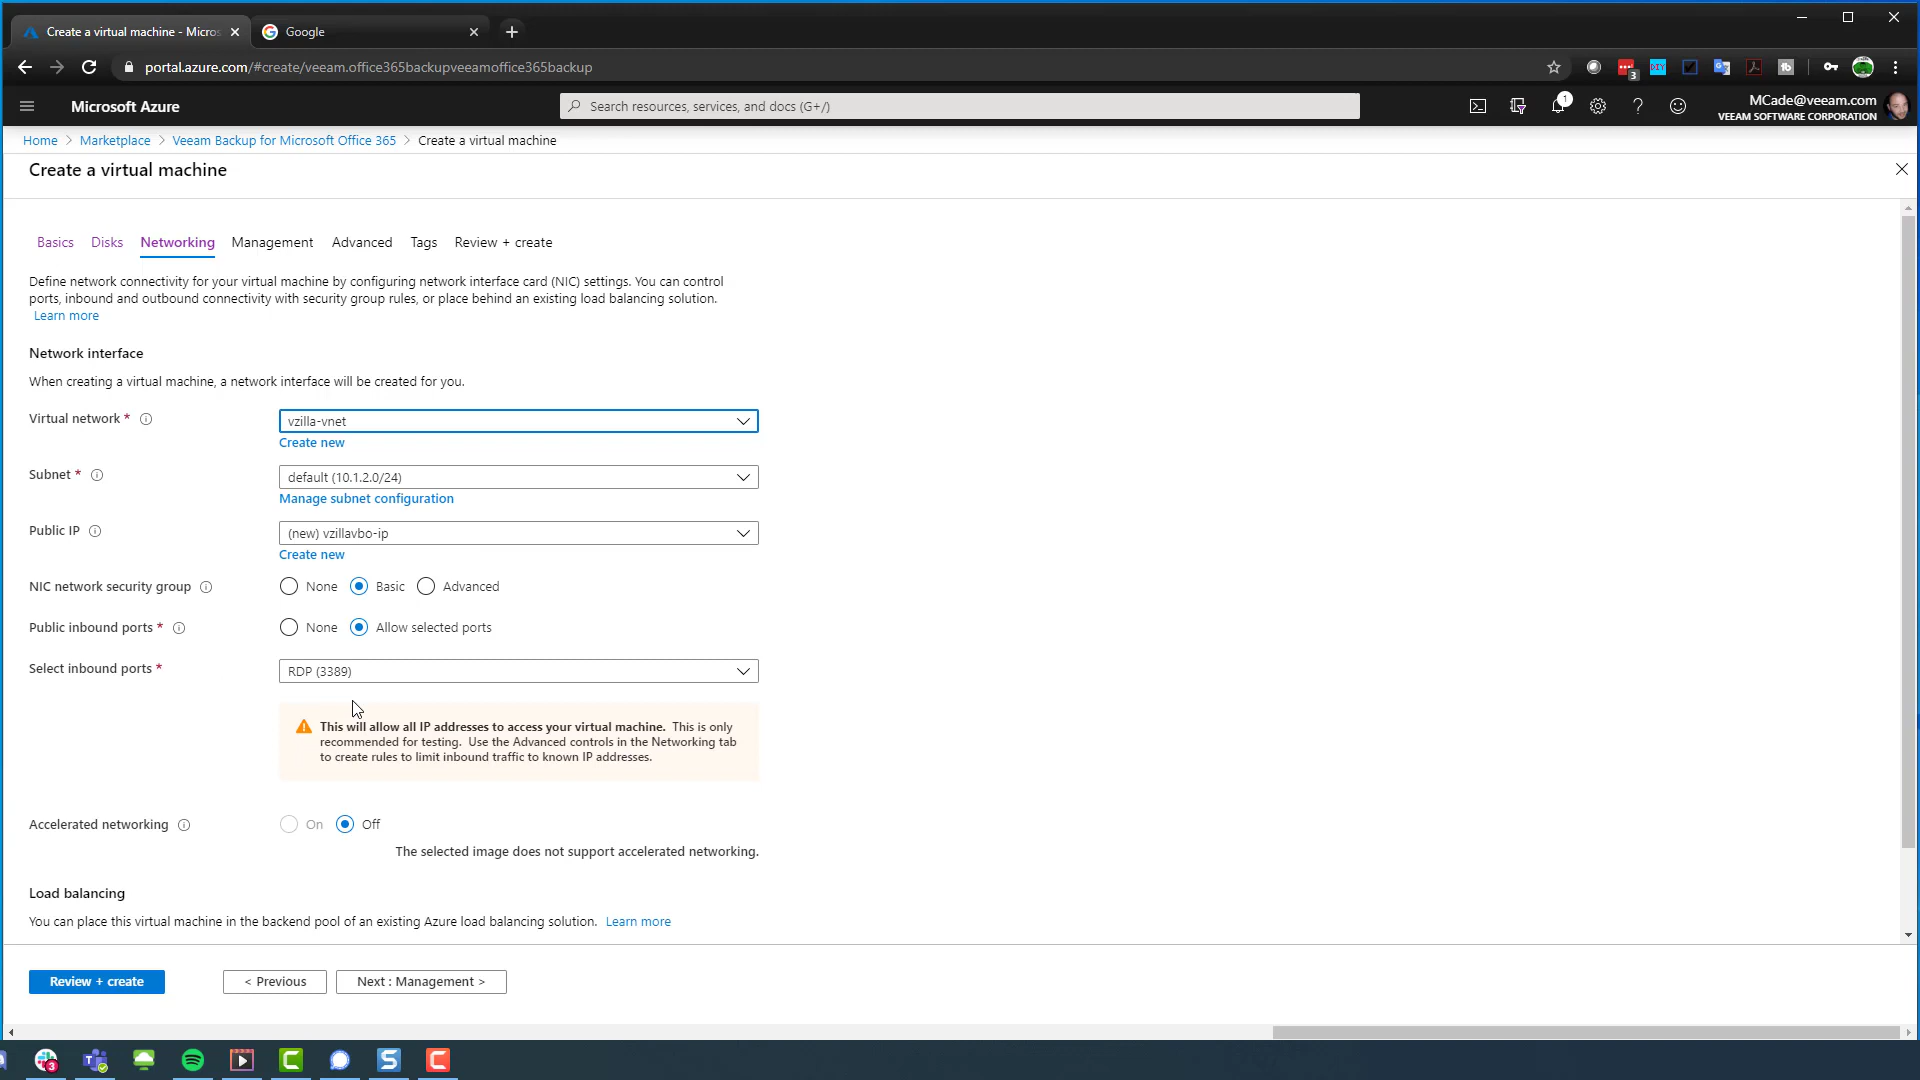 Create a virtual machine - Micros
Google
portal.azure.com/#create/veeam.office365backupveeamoffice365backup
3
DIY
Microsoft Azure
Search resources, services, and docs (G+/)
1
MCade@veeam.com
VEEAM SOFTWARE CORPORATION
Home > Marketplace > Veeam Backup for Microsoft Office 365 > Create a virtual machine
Create a virtual machine
Basics Disks Networking Management Advanced Tags Review + create
Define network connectivity for your virtual machine by configuring network interface card (NIC) settings. You can control
ports, inbound and outbound connectivity with security group rules, or place behind an existing load balancing solution.
Learn more
Network interface
When creating a virtual machine, a network interface will be created for you.
Virtual network *
vzilla-vnet
Create new
Subnet *
default (10.1.2.0/24)
Manage subnet configuration
Public IP
(new) vzillavbo-ip
Create new
NIC network security group
None Basic Advanced
Public inbound ports *
None Allow selected ports
Select inbound ports *
RDP (3389)
This will allow all IP addresses to access your virtual machine. This is only
recommended for testing. Use the Advanced controls in the Networking tab
to create rules to limit inbound traffic to known IP addresses.
Accelerated networking
On Off
The selected image does not support accelerated networking.
Load balancing
You can place this virtual machine in the backend pool of an existing Azure load balancing solution. Learn more
Review + create
< Previous
Next : Management >
3